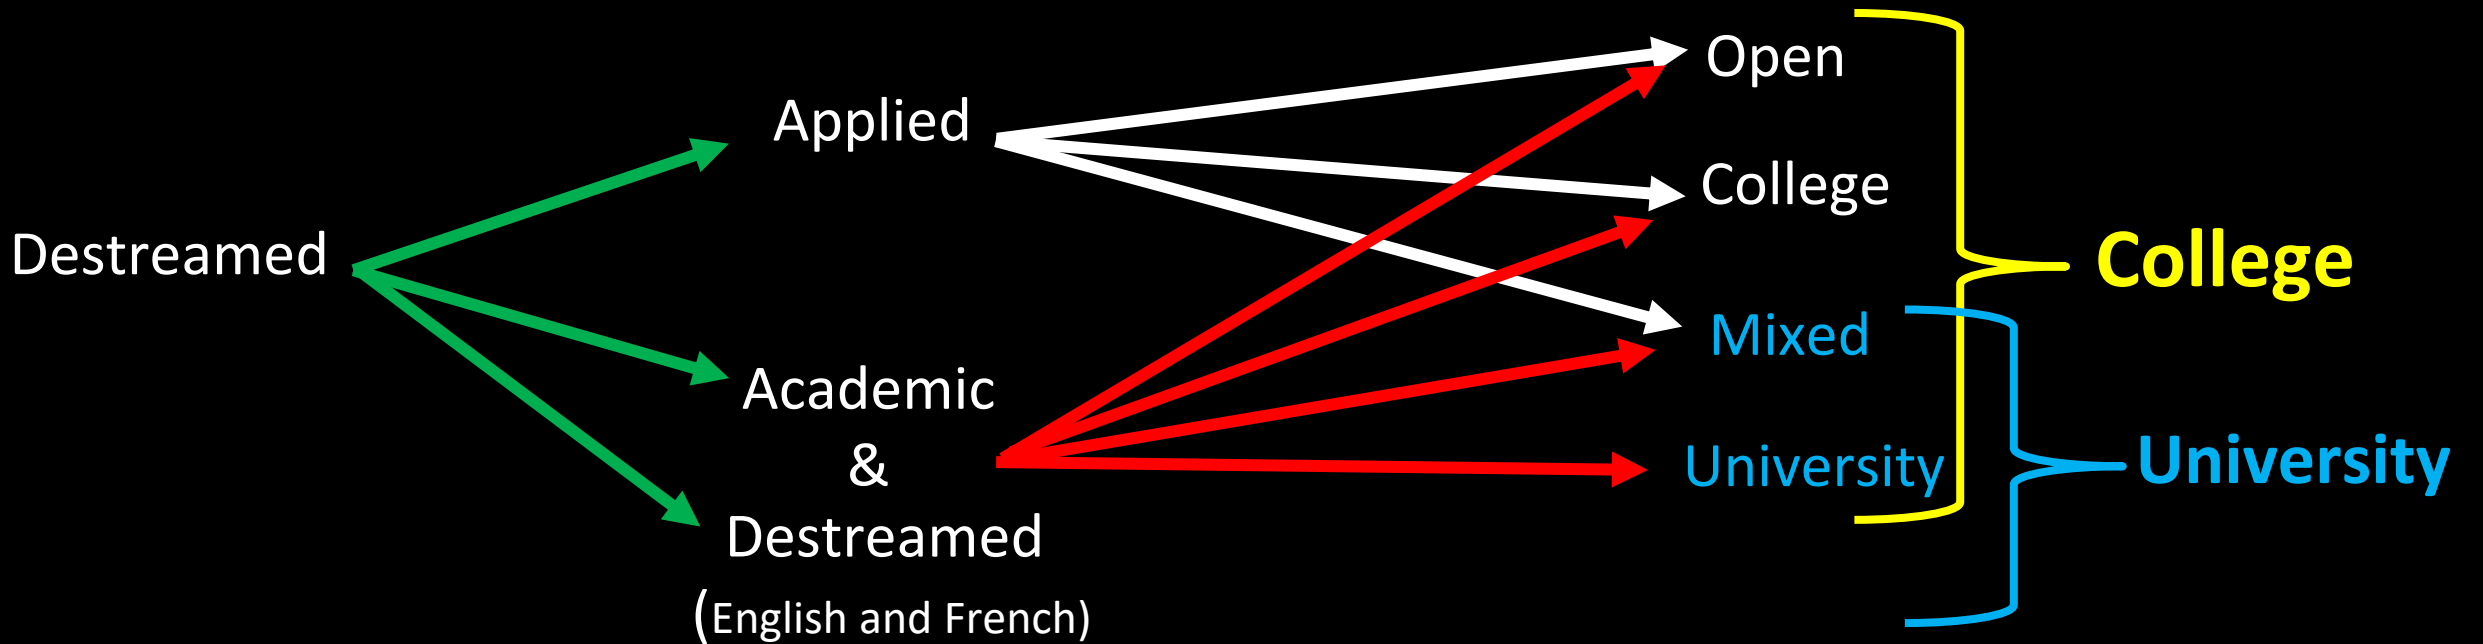 Destreamed
Applied
Academic
&
Destreamed
(English and French)
Open
College
Mixed
University
College
University